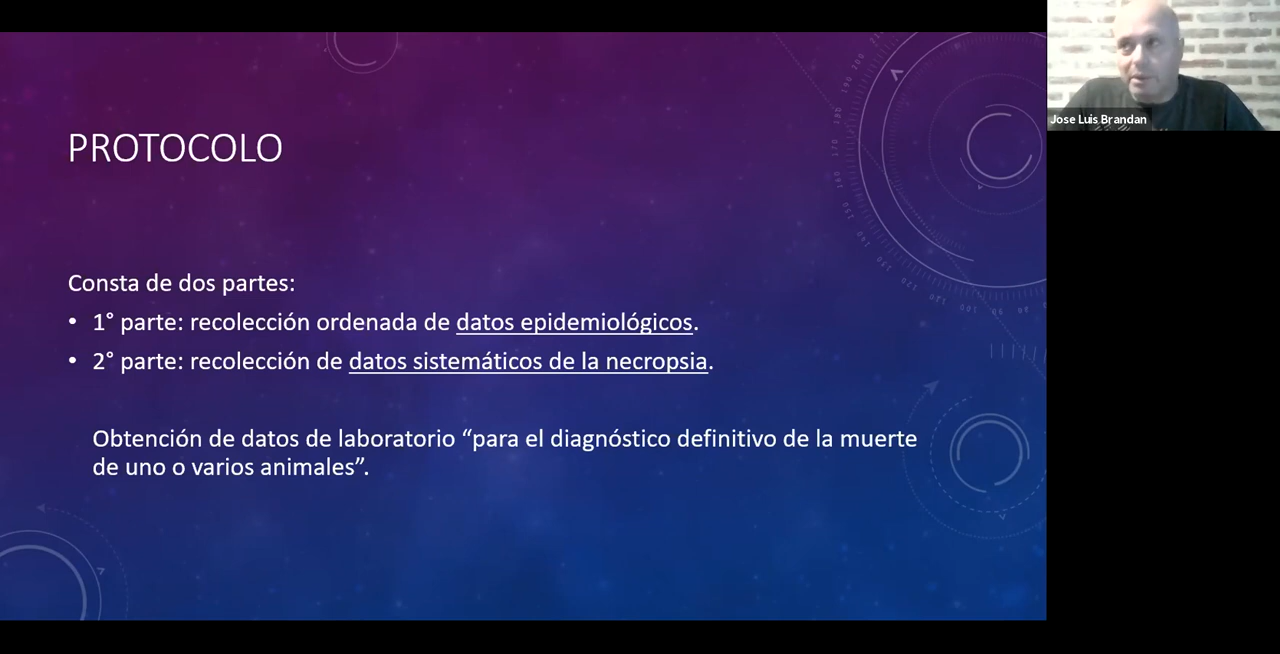 PROTOCOLO
Consta de dos partes:
• 1° parte: recolección ordenada de datos epidemiológicos.
• 2° parte: recolección de datos sistemáticos de la necropsia.
Obtención de datos de laboratorio “para el diagnóstico definitivo de la muerte
de uno o varios animales”.
Jose Luis Brandan